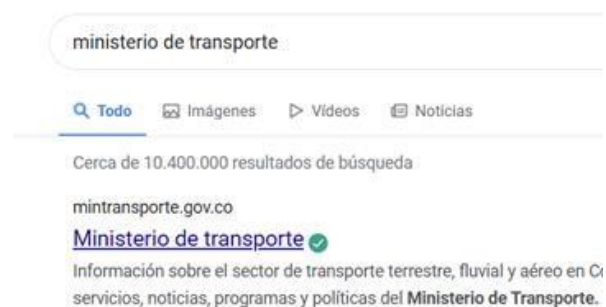 ministerio de transporte
Todo Imágenes Vídeos Noticias
Cerca de 10.400.000 resultados de búsqueda
mintransporte.gov.co
Ministerio de transporte
Información sobre el sector de transporte terrestre, fluvial y aéreo en
servicios, noticias, programas y políticas del Ministerio de Transporte.